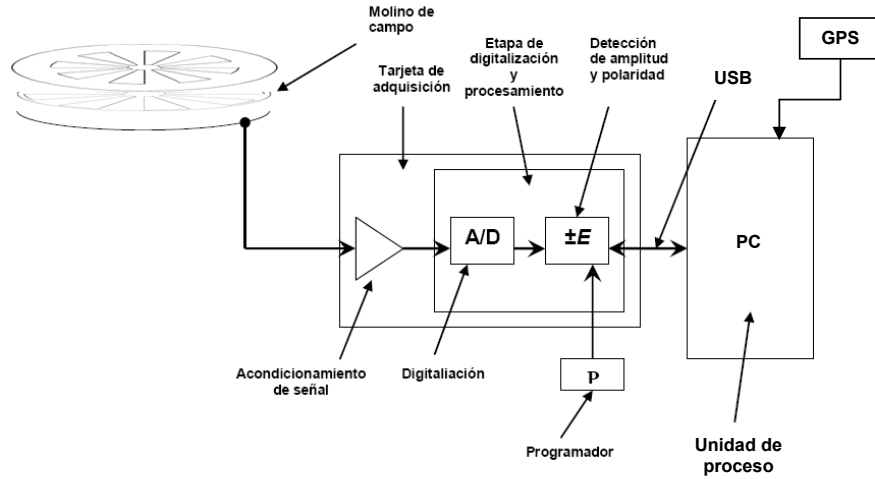 Molino de
campo
Tarjeta de
adquisición
Etapa de
digitalización
y
procesamiento
Detección
de amplitud
y polaridad
USB
GPS
A/D
±E
PC
Acondicionamiento
de señal
Digitaliación
P
Programador
Unidad de
proceso